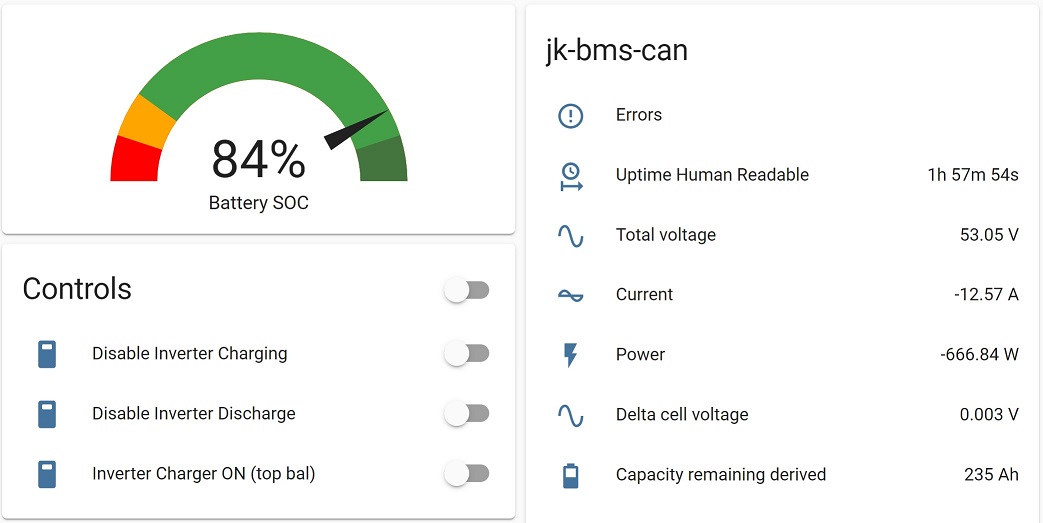 84%
Battery SOC
Controls
Disable Inverter Charging
Disable Inverter Discharge
Inverter Charger ON (top bal)
jk-bms-can
Errors
Uptime Human Readable 1h 57m 54s
Total voltage 53.05 V
Current -12.57 A
Power -666.84 W
Delta cell voltage 0.003 V
Capacity remaining derived 235 Ah